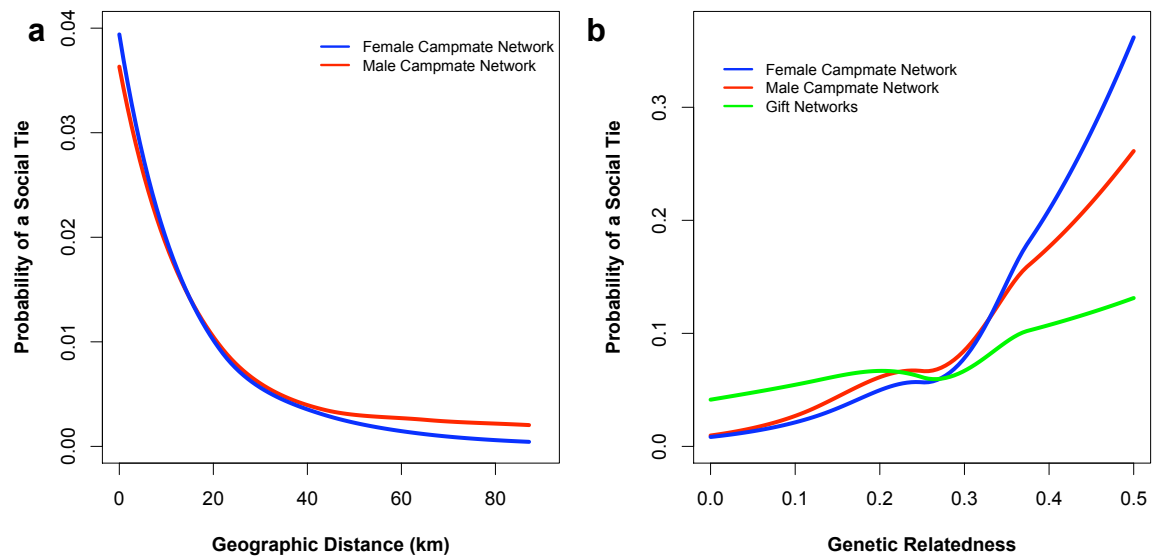 a
Probability of a Social Tie
0.04
0.03
0.02
0.01
0.00
Female Campmate Network
Male Campmate Network
0 20 40 60 80
Geographic Distance (km)
b
Probability of a Social Tie
0.3
0.2
0.1
0.0
Female Campmate Network
Male Campmate Network
Gift Networks
0.0 0.1 0.2 0.3 0.4 0.5
Genetic Relatedness